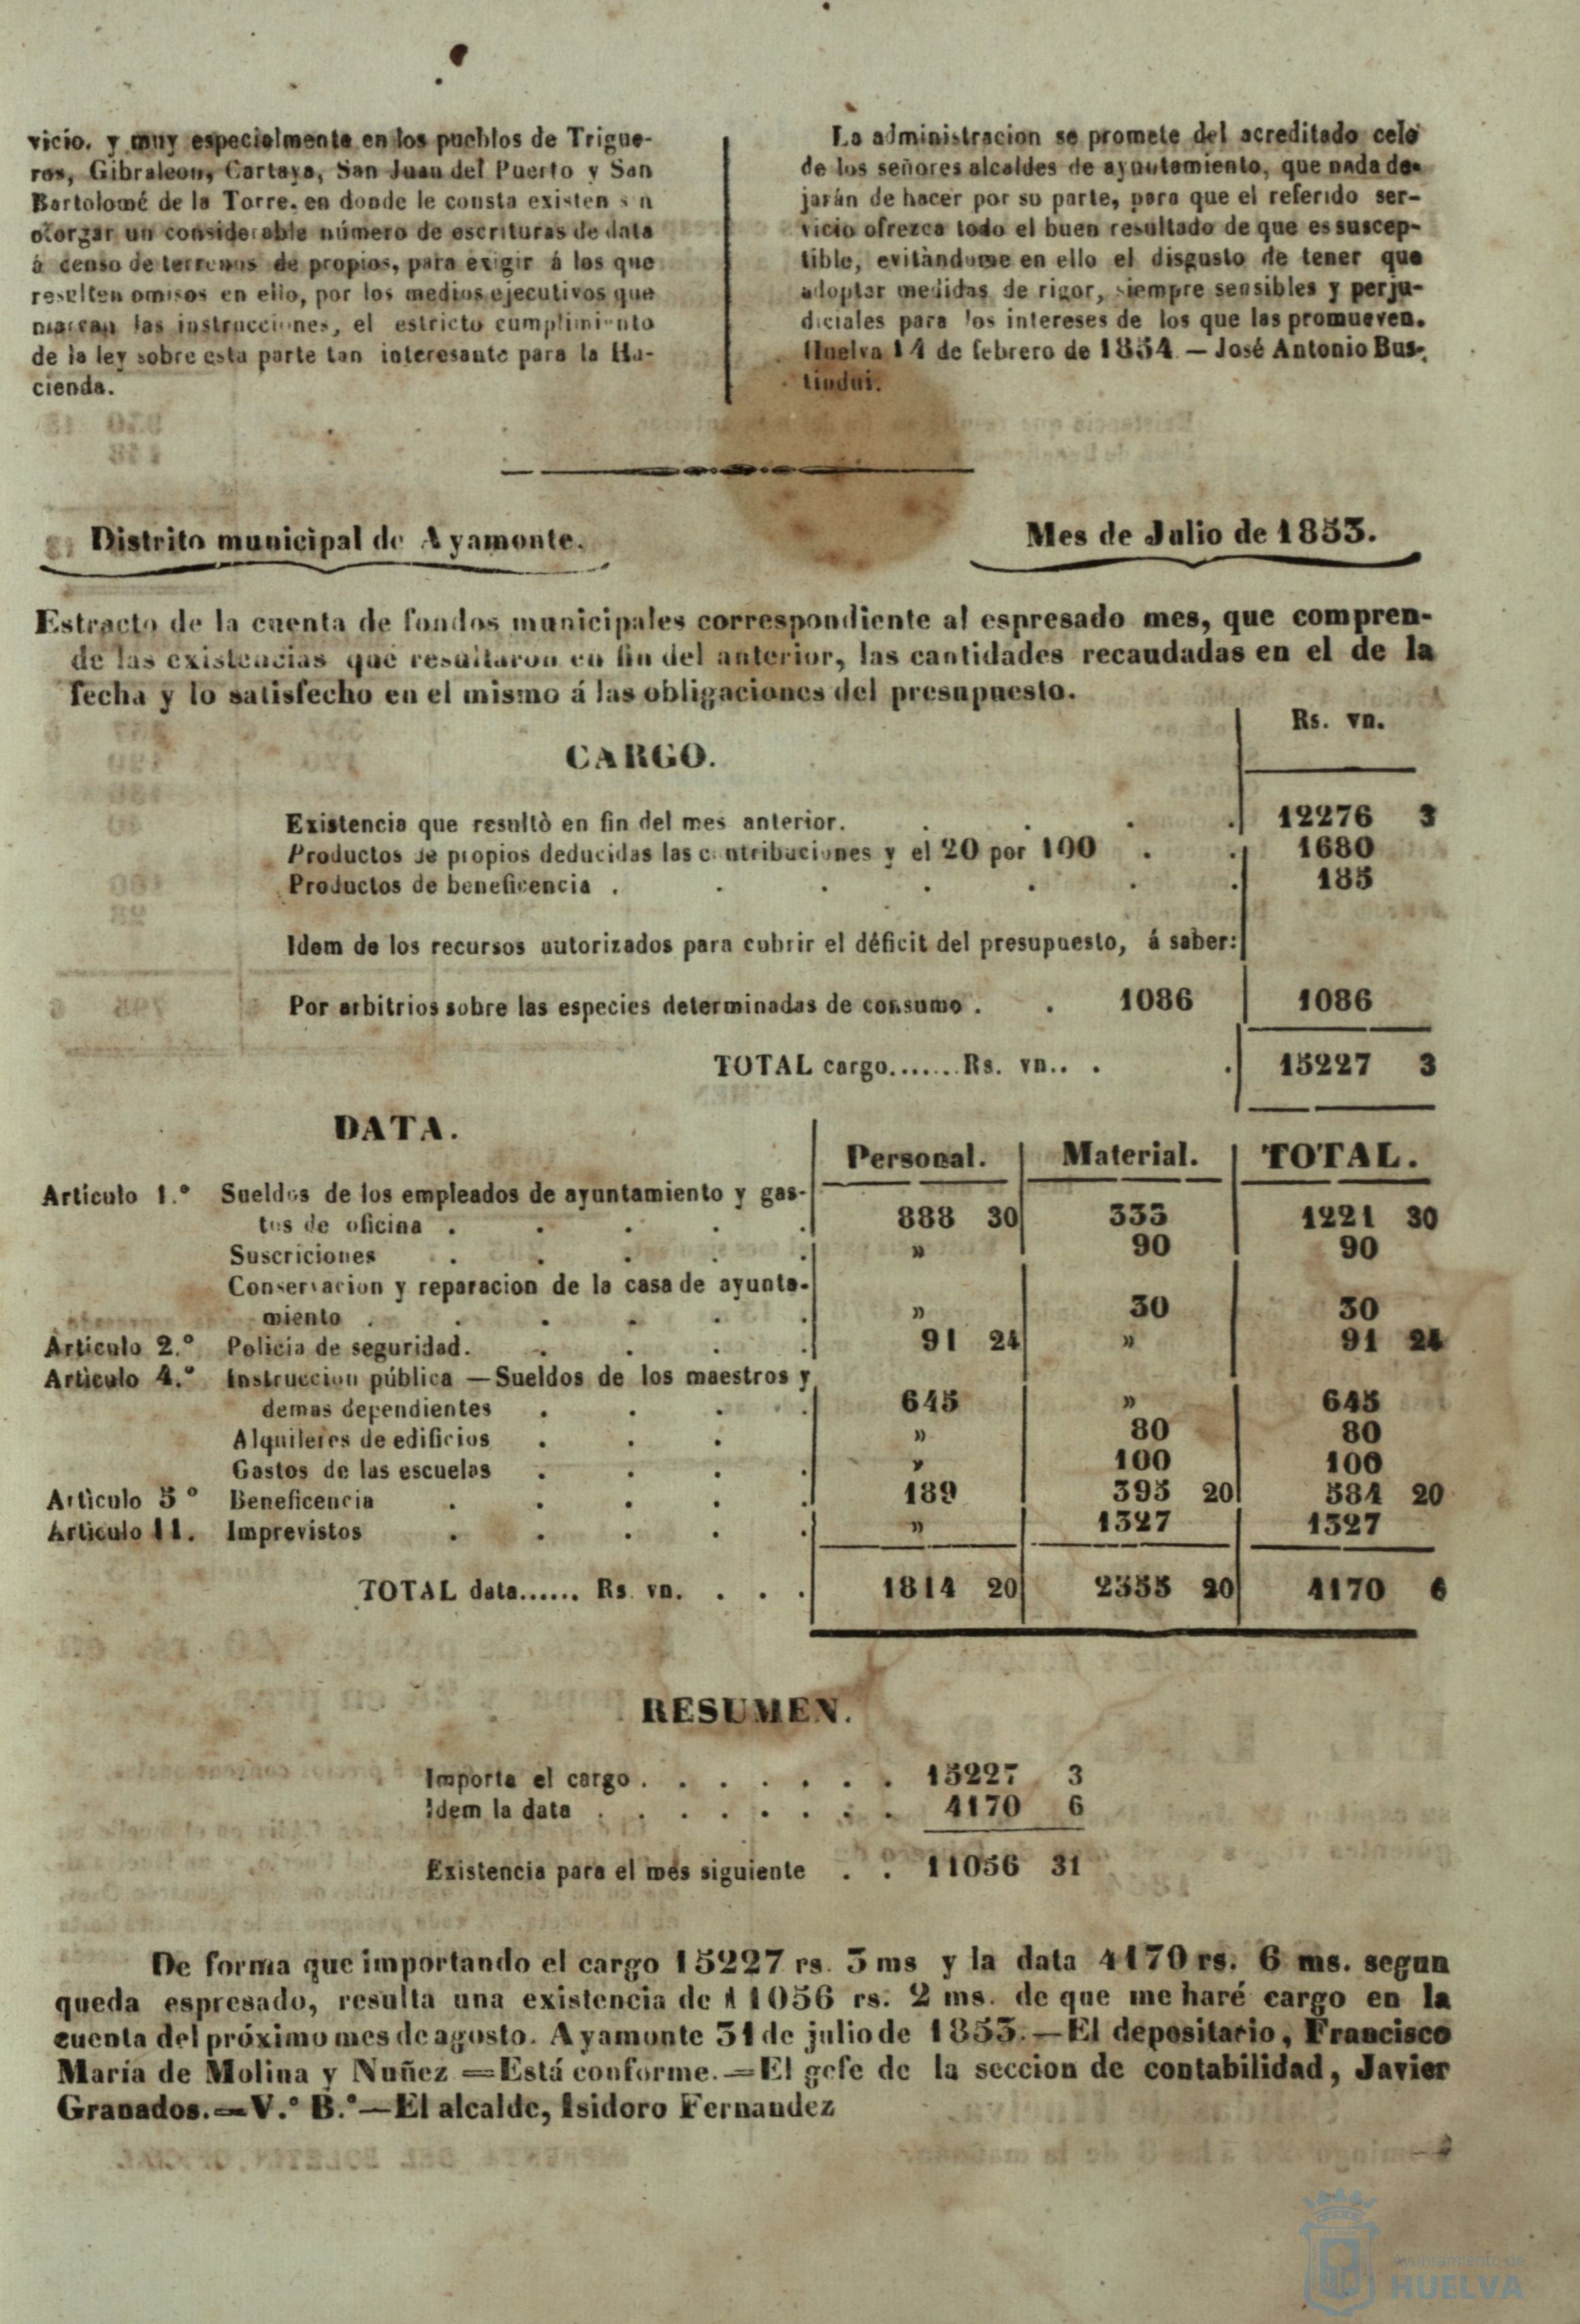 vicio. y muy especialmente en los pueblos de Trigue-
ros, Gibraleon, Cartaya, San Juan del Puerto y San
Bartolomé de la Torre. en donde le consta existen sin
otorgar un considerable número de escrituras de data
á censo de terrenos de propios, para exigir á los que
resulten omisos en ello, por los medios ejecutivos que
marcan las instrucciones, el estricto cumplimiento
de la ley sobre esta parte tan interesante para la Ha-
cienda.
La administracion se promete del acreditado celo
de los señores alcaldes de ayuutamiento, que nada de-
jarán de hacer por su parte, para que el referido ser-
vicio ofrezca todo el buen resultado de que es suscep-
tible, evitàndome en ello el disgusto de tener que
adoptar medidas de rigor, siempre sensibles y perju-
diciales para los intereses de los que las promueven.
Huelva 14 de febrero de 1854 — José Antonio Bus-
tindui.
Distrito municipal de Ayamonte.
Mes de Julio de 1853.
Estracto de la cuenta de fondos municipales correspondiente al espresado mes, que compren-
de las existencias que resultaron en fin del anterior, las cantidades recaudadas en el de la
fecha y lo satisfecho en el mismo á las obligaciones del presupuesto.
Rs. vn.
CARGO.
Existencia que resultò en fin del mes anterior. 12276 3
Productos de propios deducidas las contribuciones y el 20 por 100 . . 1680
Productos de beneficencia . . . . . . . 185
Idem de los recursos autorizados para cubrir el déficit del presupuesto, á saber:
Por arbitrios sobre las especies determinadas de consumo . . 1086 1086
TOTAL cargo....... Rs. vn.. . . 15227 3
DATA.
Personal. Material. TOTAL.
Articulo 1.º Sueldos de los empleados de ayuntamiento y gas-
tos de oficina . . . . . 888 30 333 1221 30
Suscriciones . . . . . » 90 90
Conservacion y reparacion de la casa de ayunta-
miento . . . . . . » 30 30
Artículo 2.º Policia de seguridad. . . . . 91 24 » 91 24
Artìculo 4.º Instruccion pública — Sueldos de los maestros y
demas dependientes . . . . 645 » 645
Alquileres de edificios . . . » 80 80
Gastos de las escuelas . . . . » 100 100
Artìculo 5º Beneficencia . . . . . 189 395 20 584 20
Articulo 11. Imprevistos . . . . . » 1327 1327
TOTAL data...... Rs. vn. . . . 1814 20 2355 20 4170 6
RESUMEN.
Importa el cargo . . . . . . . 15227 3
Idem la data . . . . . . . . 4170 6
Existencia para el mes siguiente . . 11056 31
De forma que importando el cargo 15227 rs. 3 ms y la data 4170 rs. 6 ms. segun
queda espresado, resulta una existencia de 11056 rs. 2 ms. de que me haré cargo en la
cuenta del próximo mes de agosto. Ayamonte 31 de julio de 1853.—El depositario, Francisco
María de Molina y Nuñez =Está conforme.=El gefe de la seccion de contabilidad, Javier
Granados.=V.º B.º—El alcalde, Isidoro Fernandez
Ayuntamiento de
HUELVA